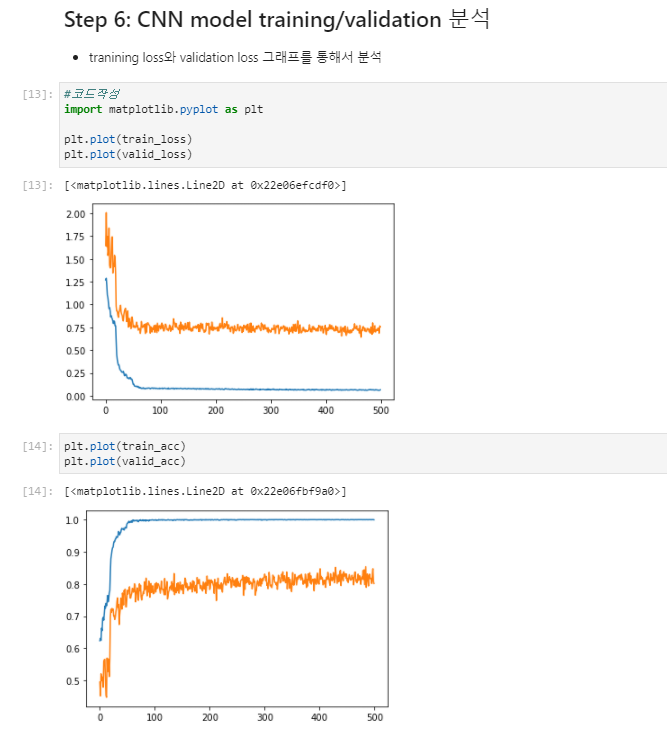 Step 6: CNN model training/validation 분석
• tranining loss와 validation loss 그래프를 통해서 분석
[13]: #코드작성
import matplotlib.pyplot as plt
plt.plot(train_loss)
plt.plot(valid_loss)
[13]: [<matplotlib.lines.Line2D at 0x22e06efcdf0>]
2.00
1.75
1.50
1.25
1.00
0.75
0.50
0.25
0.00
0 100 200 300 400 500
[14]: plt.plot(train_acc)
plt.plot(valid_acc)
[14]: [<matplotlib.lines.Line2D at 0x22e06fbf9a0>]
1.0
0.9
0.8
0.7
0.6
0.5
0 100 200 300 400 500